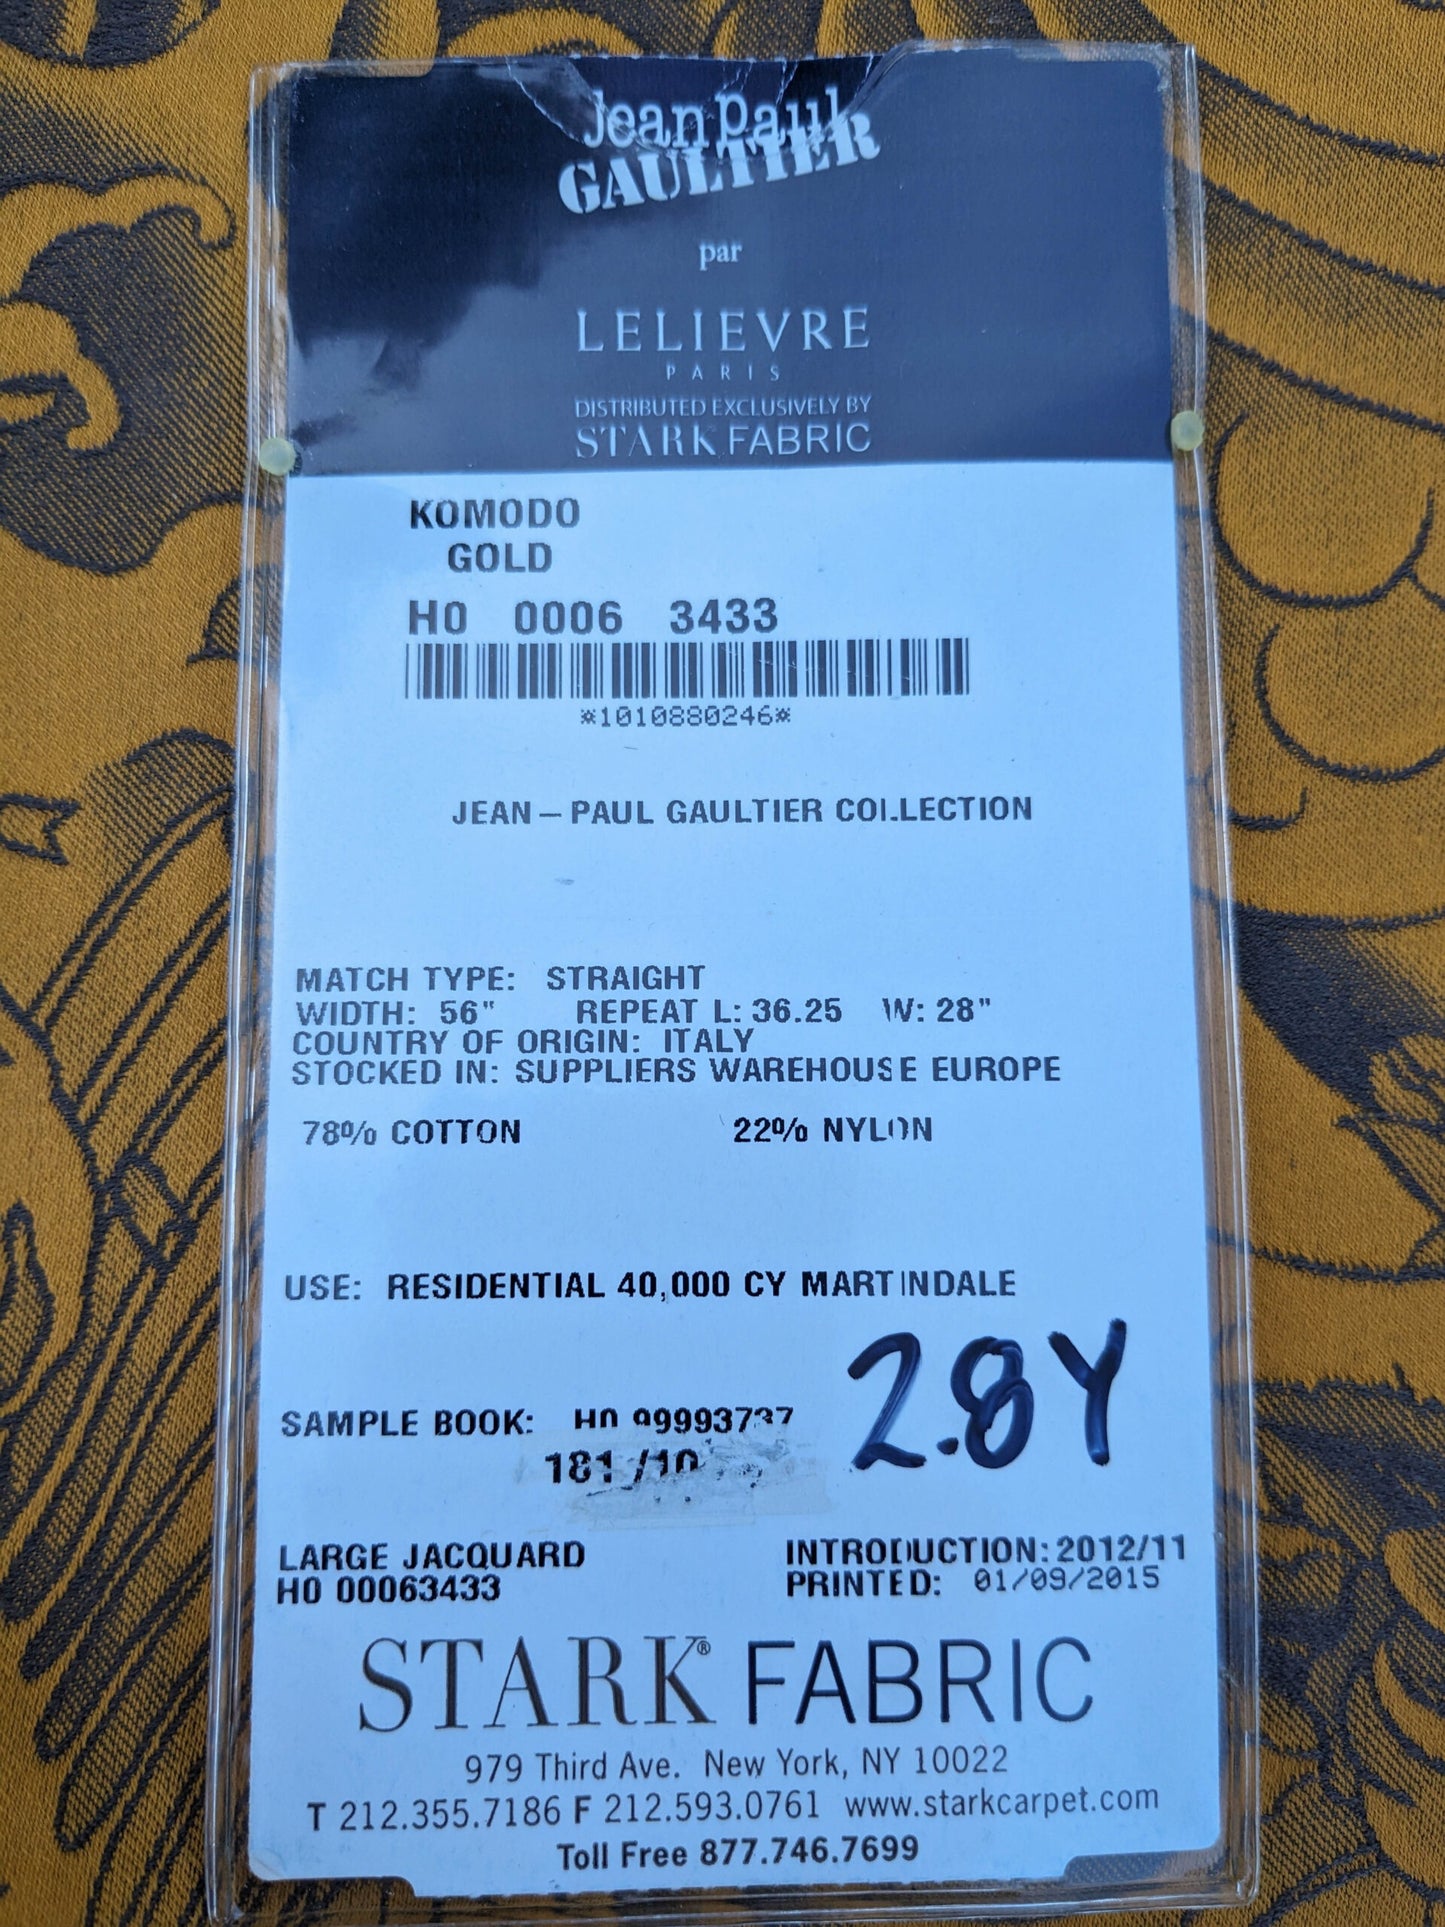 Jean Paul
GAULTIER
par
LELIEVRE
PARIS
DISTRIBUTED EXCLUSIVELY BY
STARK FABRIC
KOMODO
GOLD
H0 0006 3433
*1010880246*
JEAN-PAUL GAULTIER COLLECTION
MATCH TYPE: STRAIGHT
WIDTH: 56" REPEAT L: 36.25 W: 28"
COUNTRY OF ORIGIN: ITALY
STOCKED IN: SUPPLIERS WAREHOUSE EUROPE
78% COTTON 22% NYLON
USE: RESIDENTIAL 40,000 CY MARTINDALE
2.8Y
SAMPLE BOOK: H0 99993737
181 /10
LARGE JACQUARD INTRODUCTION: 2012/11
H0 00063433 PRINTED: 01/09/2015
STARK® FABRIC
979 Third Ave. New York, NY 10022
T 212.355.7186 F 212.593.0761 www.starkcarpet.com
Toll Free 877.746.7699